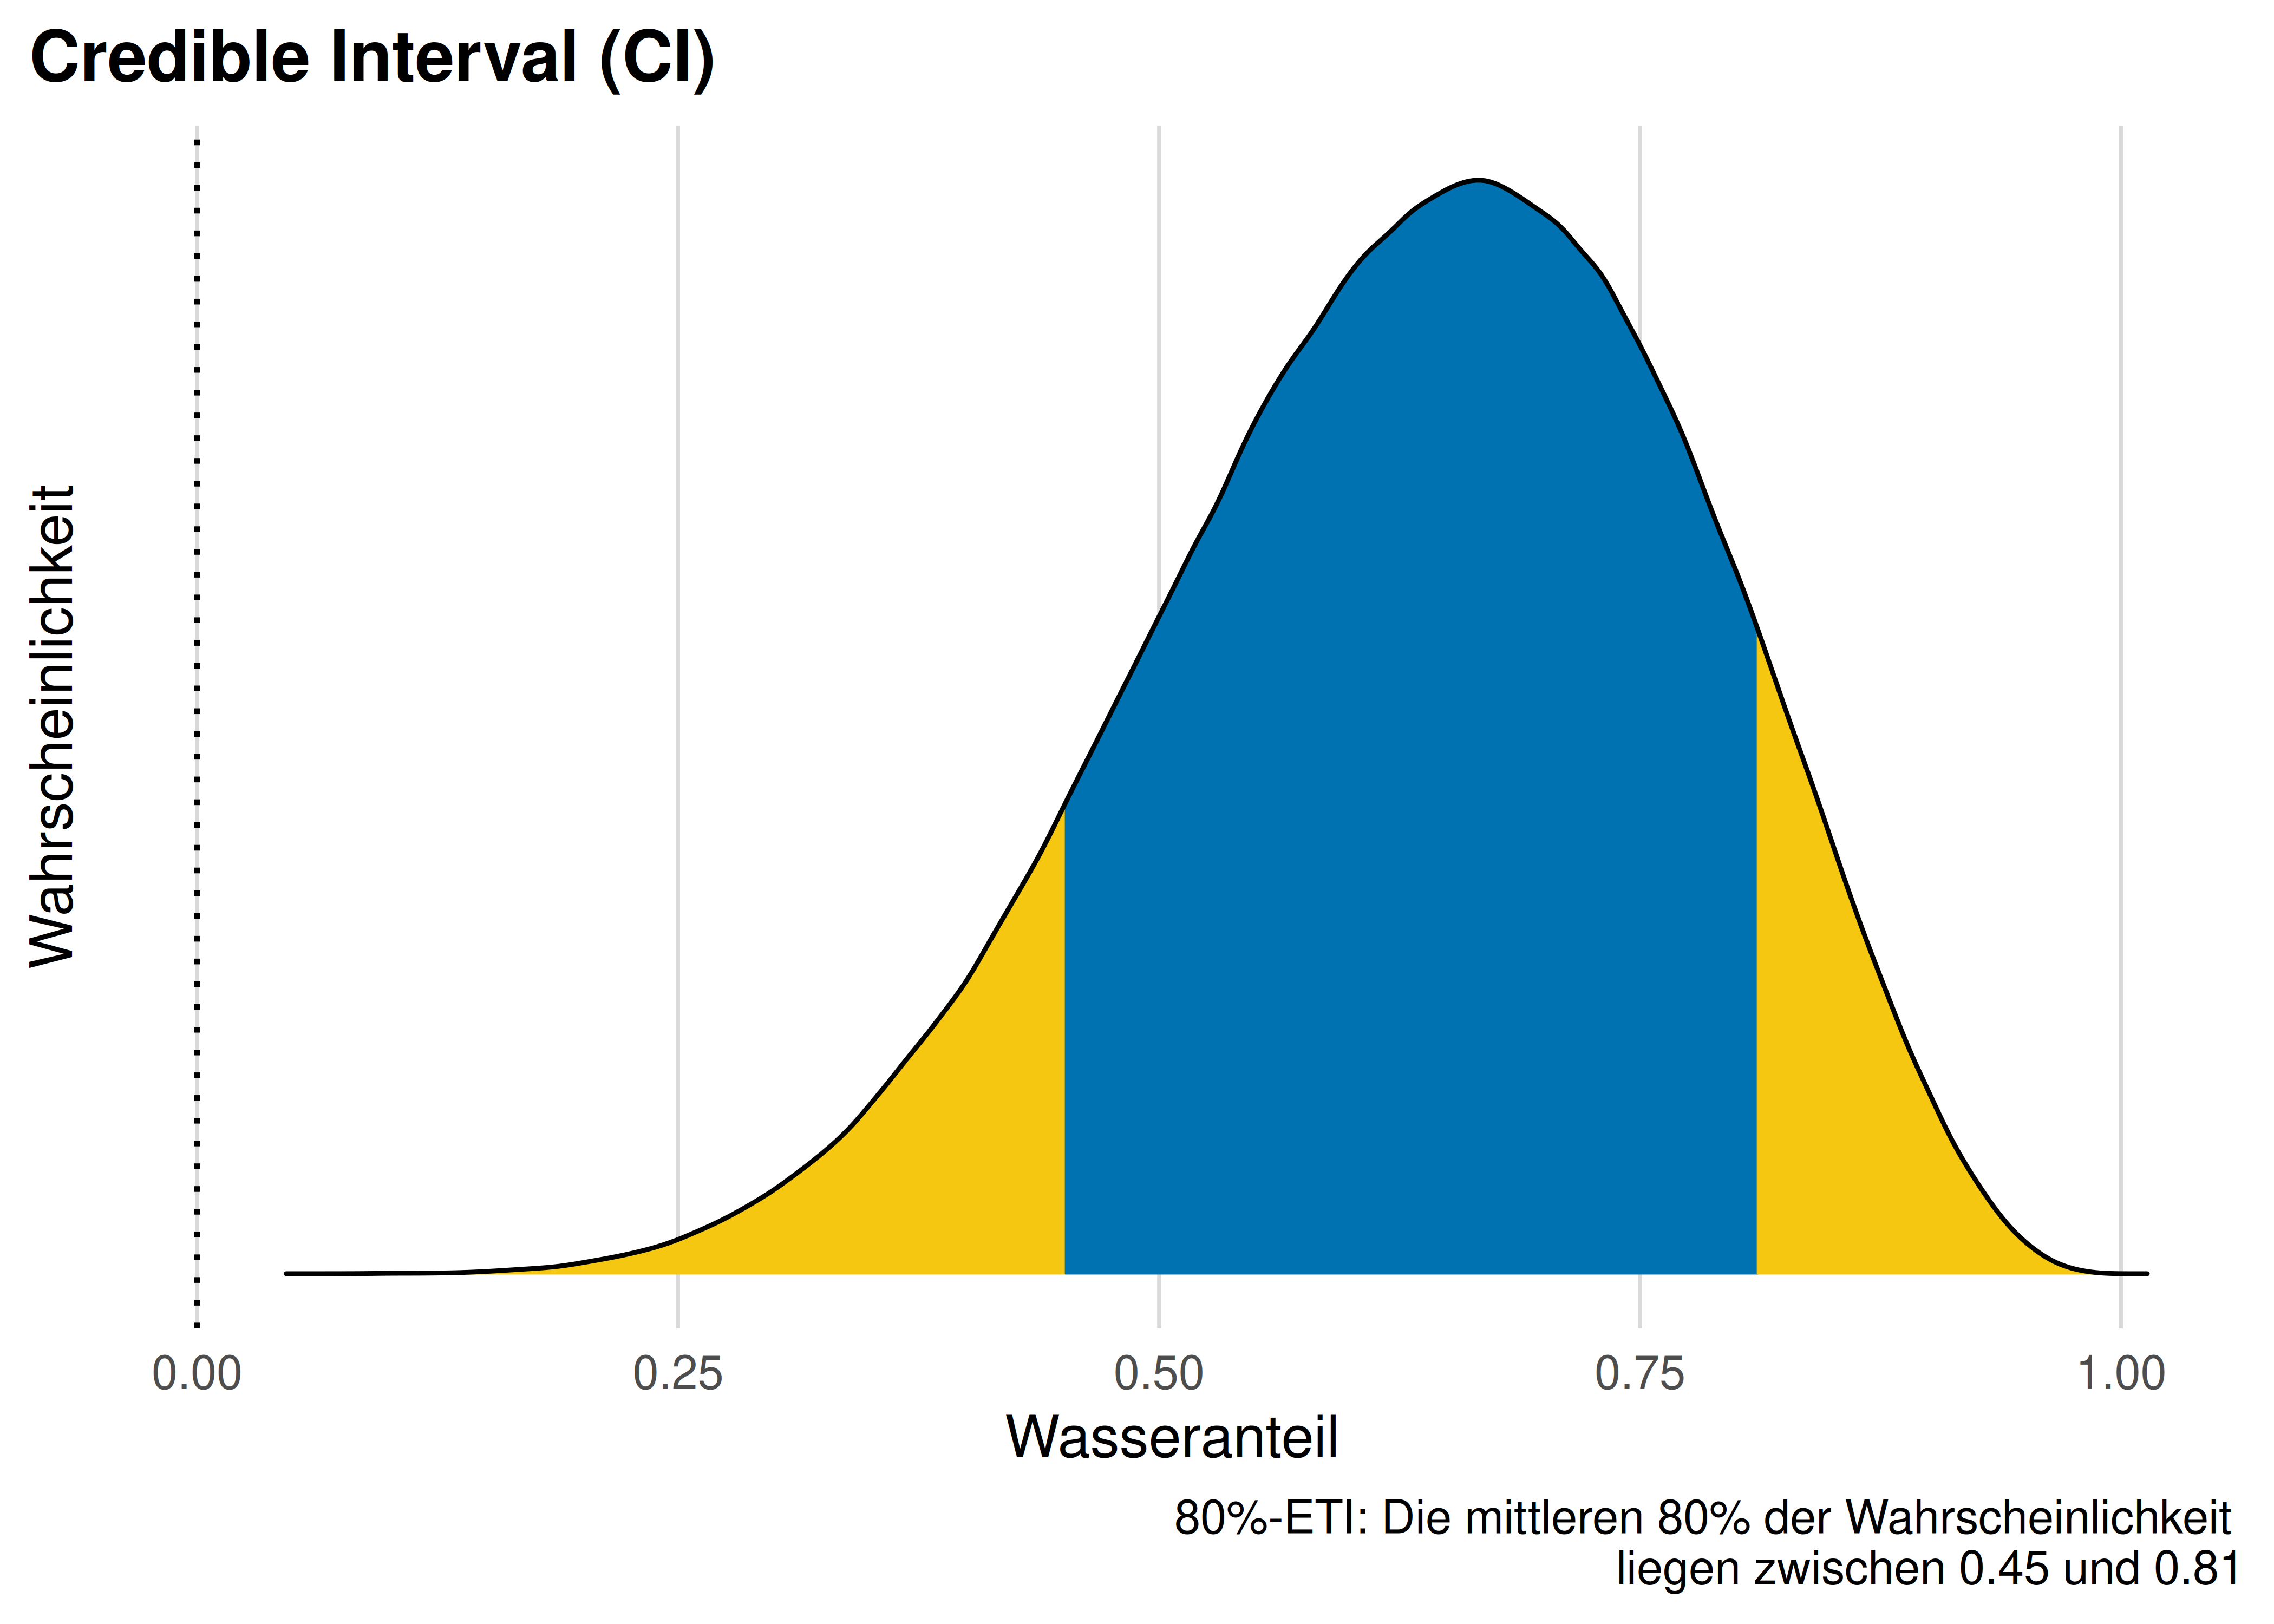 Credible Interval (CI)
Wahrscheinlichkeit
0.00 0.25 0.50 0.75 1.00
Wasseranteil
80%-ETI: Die mittleren 80% der Wahrscheinlichkeit
liegen zwischen 0.45 und 0.81